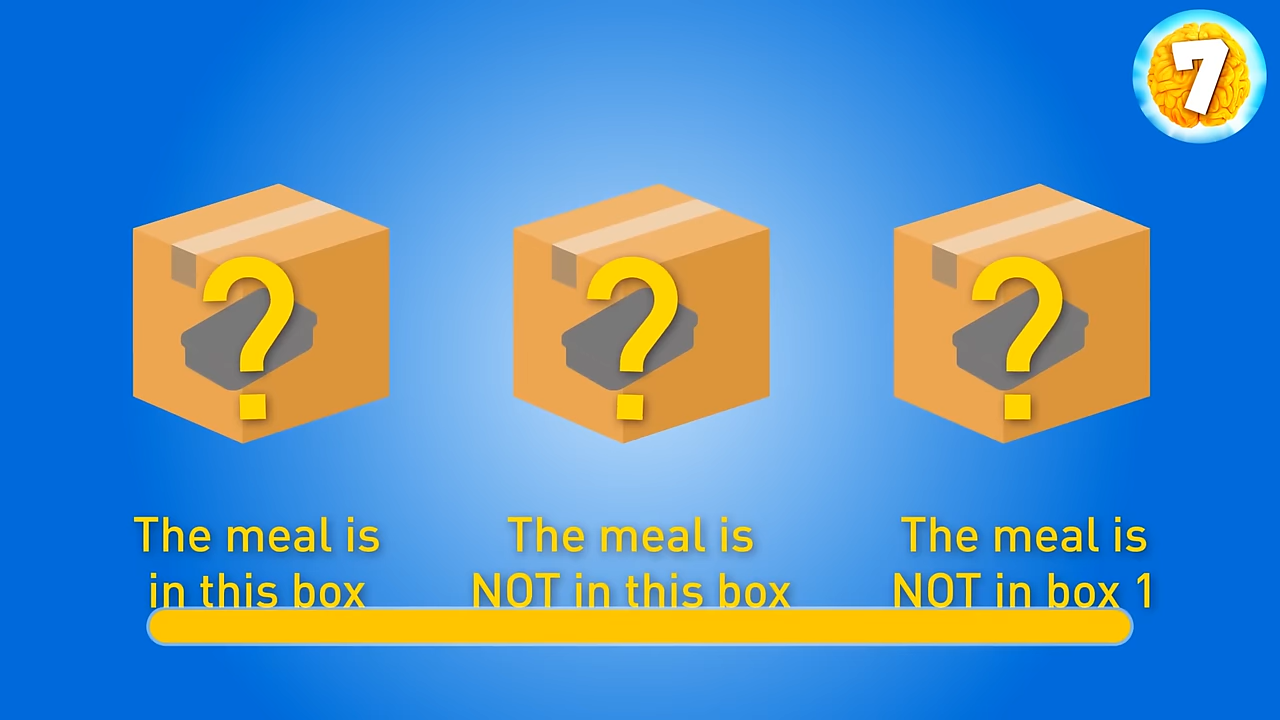 7
? ? ?
The meal is
in this box
The meal is
NOT in this box
The meal is
NOT in box 1